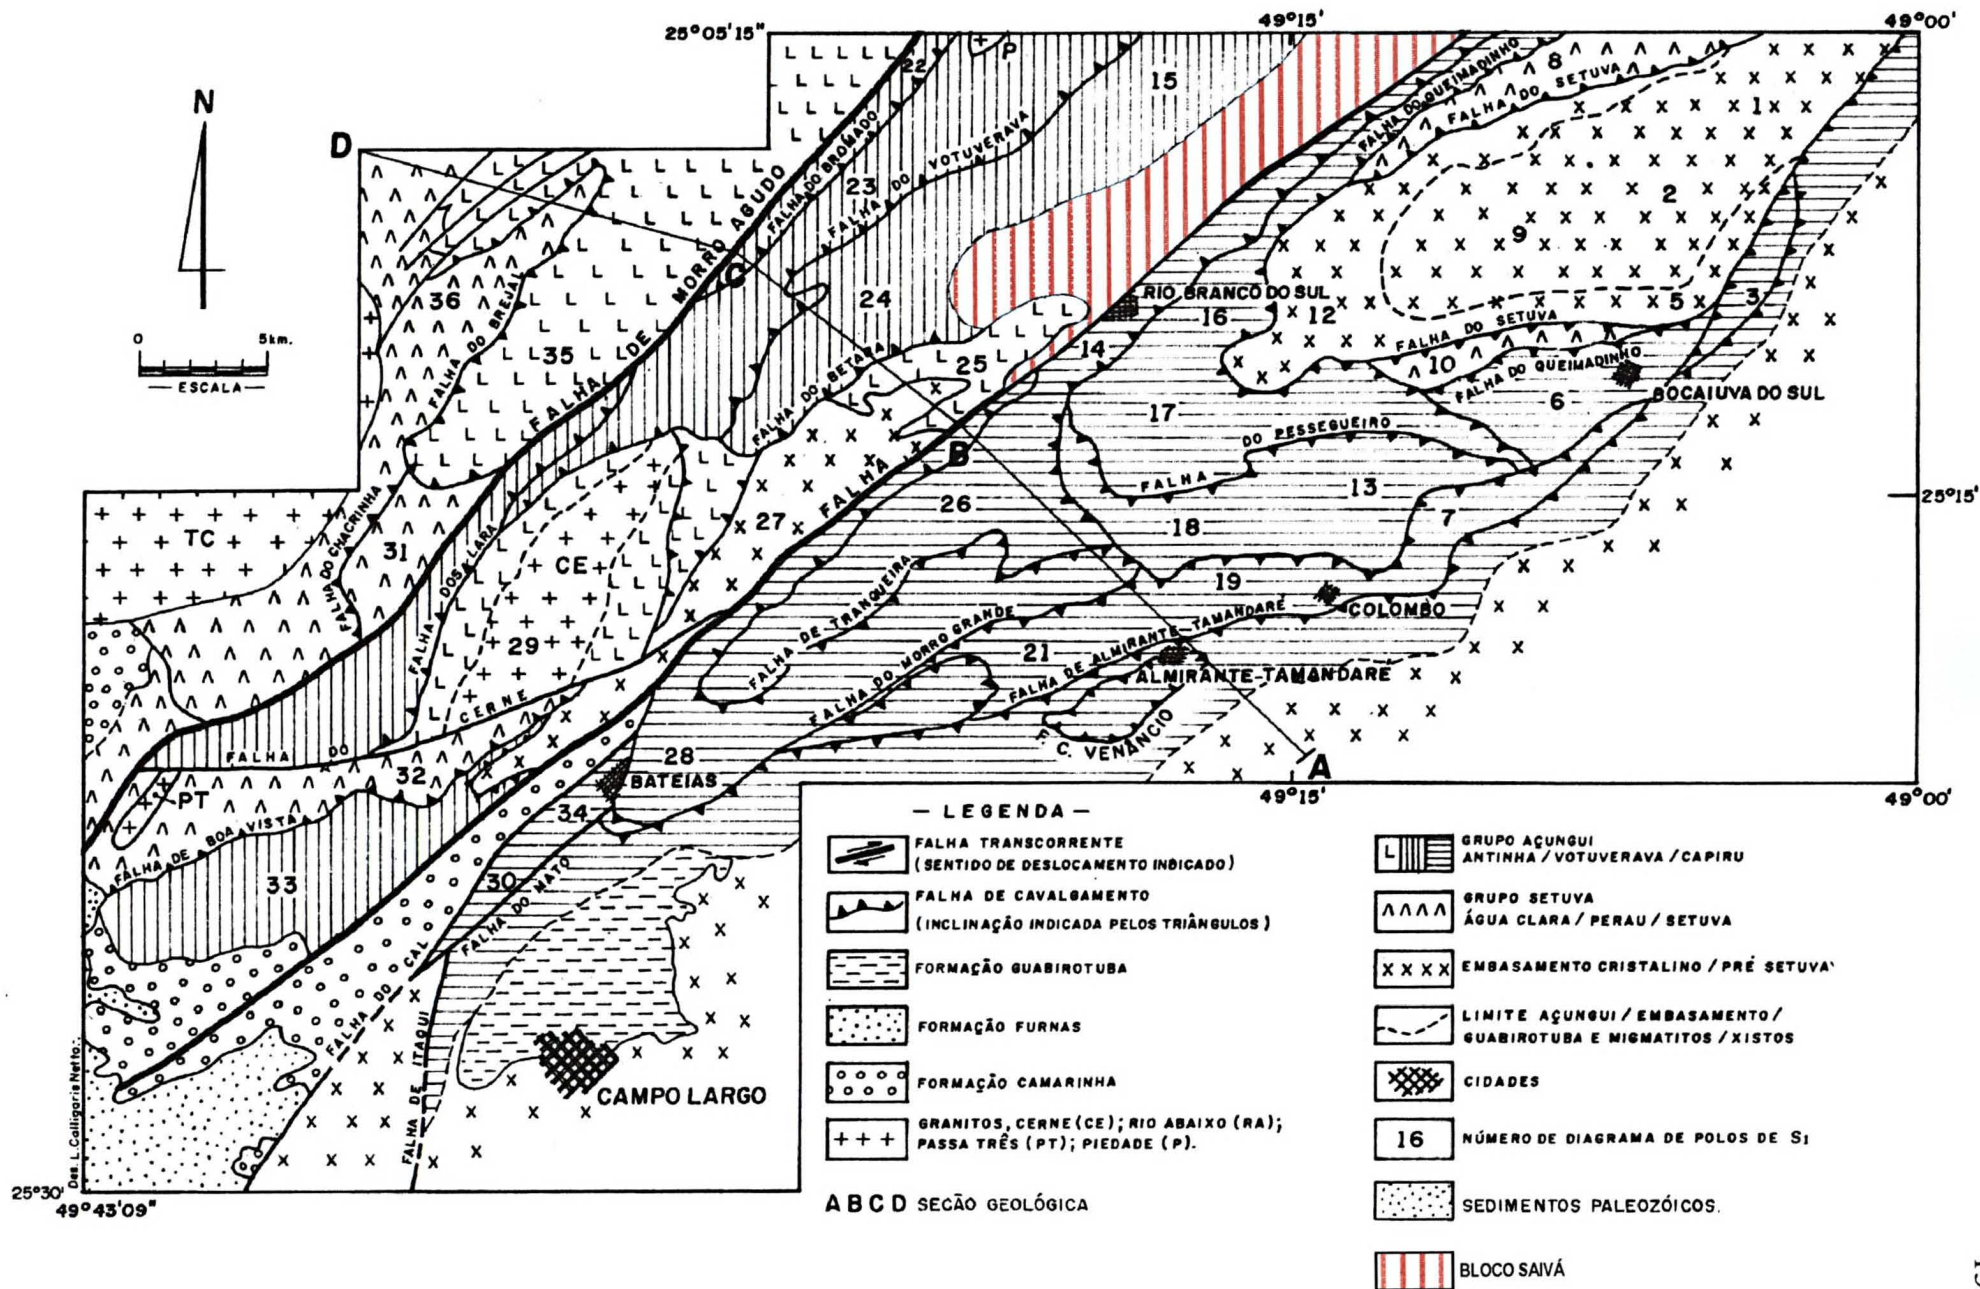 25°05'15"
49°15'
49°00'
N
0 5km.
— ESCALA —
D
C
B
A
22
P
15
8
1
2
9
5
3
12
16
14
10
6
17
13
7
18
19
21
23
24
25
26
27
28
29
30
31
32
33
34
35
36
TC
CE
PT
FALHA DE MORRO AGUDO
FALHA DO BROMADO
FALHA DO VOTUVERAVA
FALHA DO QUEIMADINHO
FALHA DO SETUVA
RIO BRANCO DO SUL
FALHA DO SETUVA
FALHA DO QUEIMADINHO
BOCAIUVA DO SUL
FALHA DO BREJAL
FALHA DO BETARA
FALHA DO PESSEGUEIRO
25°15'
FALHA DO CHACRINHA
FALHA DOS LARA
FALHA
FALHA DE TRANQUEIRA
FALHA DO MORRO GRANDE
FALHA DE ALMIRANTE TAMANDARÉ
COLOMBO
ALMIRANTE-TAMANDARÉ
F. C. VENÂNCIO
FALHA DO CERNE
BATEIAS
FALHA DE BOA VISTA
FALHA DO MATO
FALHA DO CAL
FALHA DE ITAQUI
CAMPO LARGO
49°15'
49°00'
Des. L. Calligaris Netto.
25°30'
49°43'09"
— LEGENDA —
FALHA TRANSCORRENTE
(SENTIDO DE DESLOCAMENTO INDICADO)
FALHA DE CAVALGAMENTO
(INCLINAÇÃO INDICADA PELOS TRIÂNGULOS)
FORMAÇÃO GUABIROTUBA
FORMAÇÃO FURNAS
FORMAÇÃO CAMARINHA
GRANITOS, CERNE (CE); RIO ABAIXO (RA);
PASSA TRÊS (PT); PIEDADE (P).
A B C D SECÃO GEOLÓGICA
GRUPO AÇUNGUI
ANTINHA / VOTUVERAVA / CAPIRU
GRUPO SETUVA
ÁGUA CLARA / PERAU / SETUVA
EMBASAMENTO CRISTALINO / PRÉ SETUVA
LIMITE AÇUNGUI / EMBASAMENTO /
GUABIROTUBA E MIGMATITOS / XISTOS
CIDADES
16 NÚMERO DE DIAGRAMA DE POLOS DE S1
SEDIMENTOS PALEOZÓICOS.
BLOCO SAIVÁ